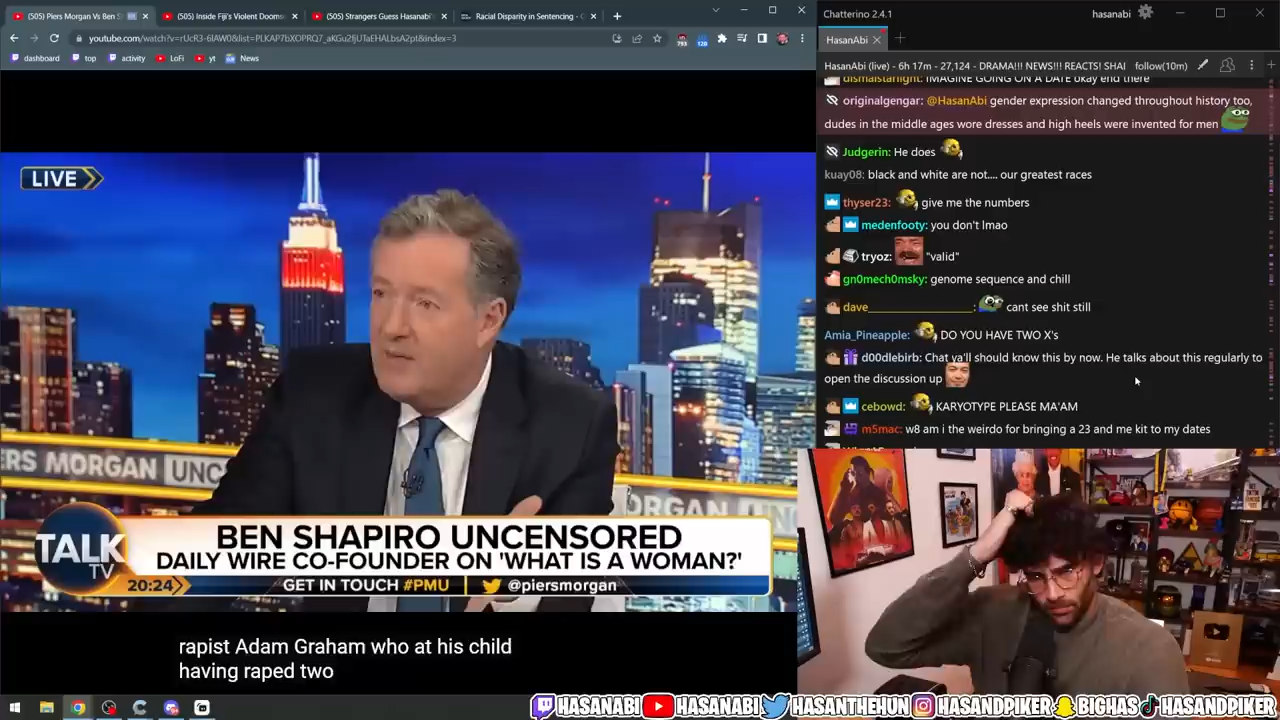 (505) Piers Morgan Vs Ben S
(505) Inside Fiji's Violent Dooms
(505) Strangers Guess Hasanabi'
Racial Disparity in Sentencing - C
youtube.com/watch?v=rUcR3-6lAW0&list=PLKAP7bXOPRQ7_aKGu2fjUTaEHALbsA2pt&index=3
dashboard
top
activity
LoFi
yt
News
LIVE
ERS MORGAN UNC
ORGAN
BEN SHAPIRO UNCENSORED
DAILY WIRE CO-FOUNDER ON 'WHAT IS A WOMAN?'
TALK
TV
20:24
GET IN TOUCH #PMU
@piersmorgan
rapist Adam Graham who at his child
having raped two
Chatterino 2.4.1
hasanabi
HasanAbi
HasanAbi (live) - 6h 17m - 27,124 - DRAMA!!! NEWS!!! REACTS! SHAI
follow(10m)
dismalstarlight: IMAGINE GOING ON A DATE okay end there
originalgengar: @HasanAbi gender expression changed throughout history too,
dudes in the middle ages wore dresses and high heels were invented for men
Judgerin: He does
kuay08: black and white are not.... our greatest races
thyser23: give me the numbers
medenfooty: you don't lmao
tryoz: "valid"
gn0mech0msky: genome sequence and chill
cant see shit still
Amia_Pineapple: DO YOU HAVE TWO X's
d00dlebirb: Chat ya'll should know this by now. He talks about this regularly to
open the discussion up
cebowd: KARYOTYPE PLEASE MA'AM
m5mac: w8 am i the weirdo for bringing a 23 and me kit to my dates
HASANABI
HASANABI
HASANTHEHUN
HASANDPIKER
BIGHAS
HASANDPIKER